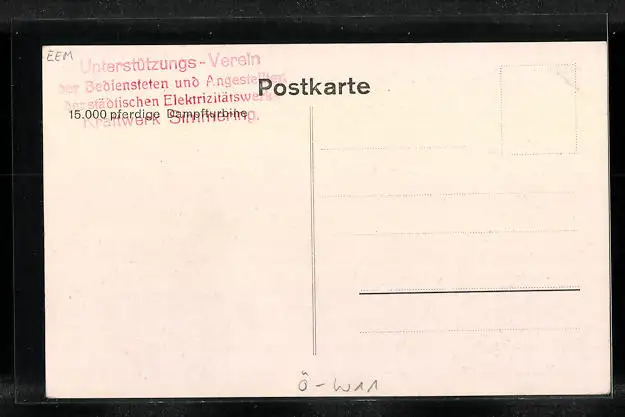 EEM
Unterstützungs-Verein
der Bediensteten und Angestellten
der städtischen Elektrizitätswerke
Postkarte
15.000 pferdige Dampfturbine
Kraftwerk Simmering.
Ö-W11